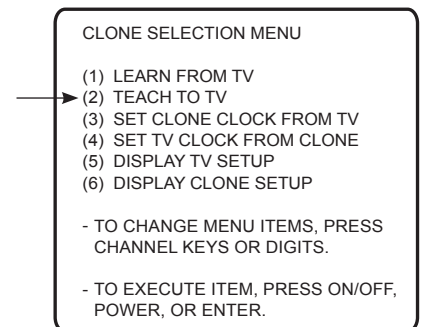 CLONE SELECTION MENU
(1) LEARN FROM TV
(2) TEACH TO TV
(3) SET CLONE CLOCK FROM TV
(4) SET TV CLOCK FROM CLONE
(5) DISPLAY TV SETUP
(6) DISPLAY CLONE SETUP
- TO CHANGE MENU ITEMS, PRESS
CHANNEL KEYS OR DIGITS.
- TO EXECUTE ITEM, PRESS ON/OFF,
POWER, OR ENTER.